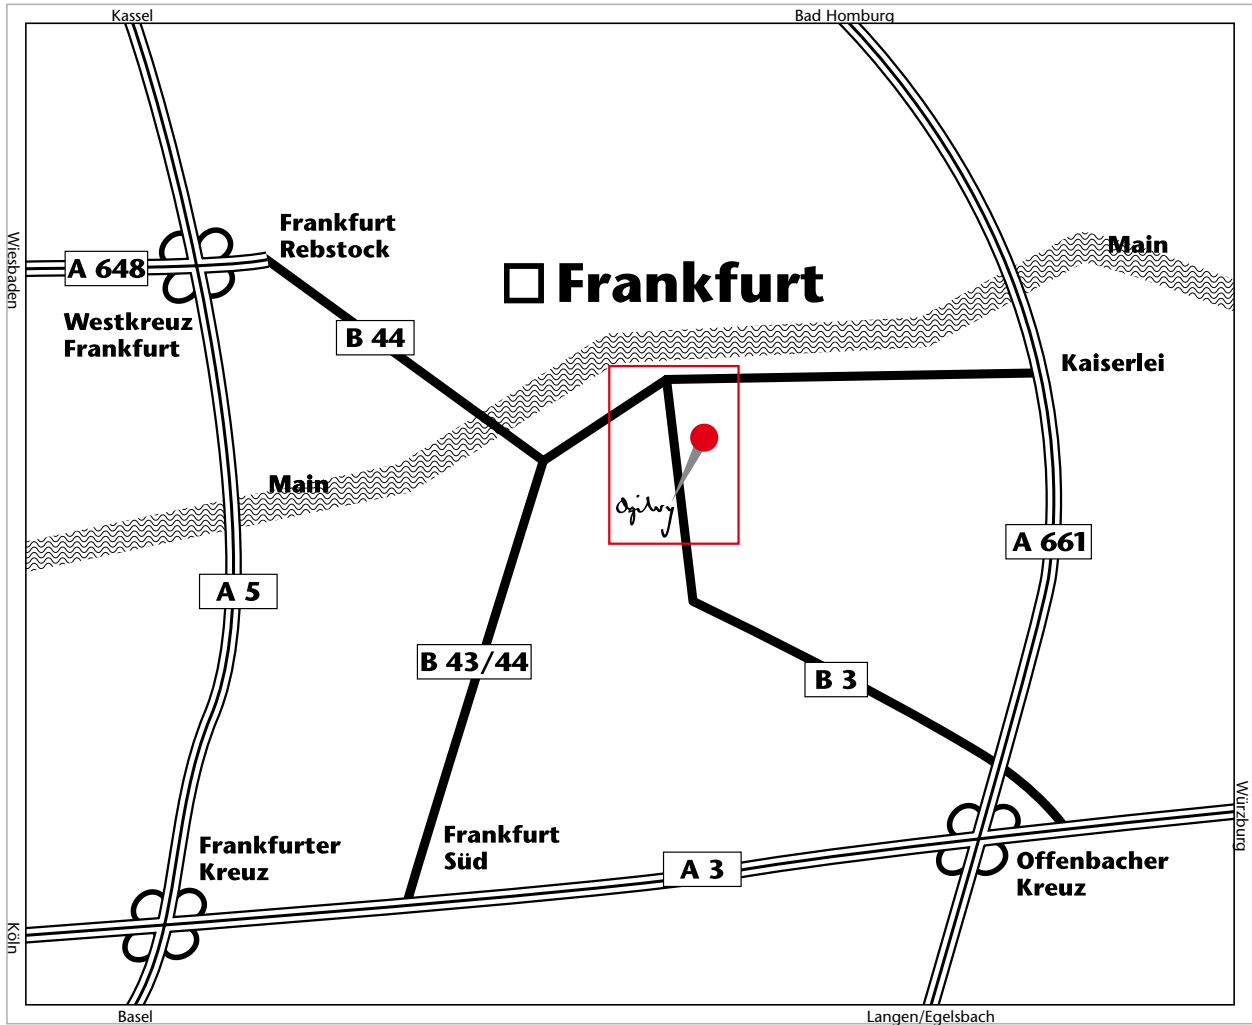 Kassel
Bad Homburg
Frankfurt
Rebstock
Wiesbaden
A 648
Main
Frankfurt
Westkreuz
Frankfurt
B 44
Kaiserlei
Main
Ogilvy
A 661
A 5
B 43/44
B 3
Würzburg
Frankfurt
Süd
Frankfurter
Kreuz
A 3
Offenbacher
Kreuz
Köln
Basel
Langen/Egelsbach